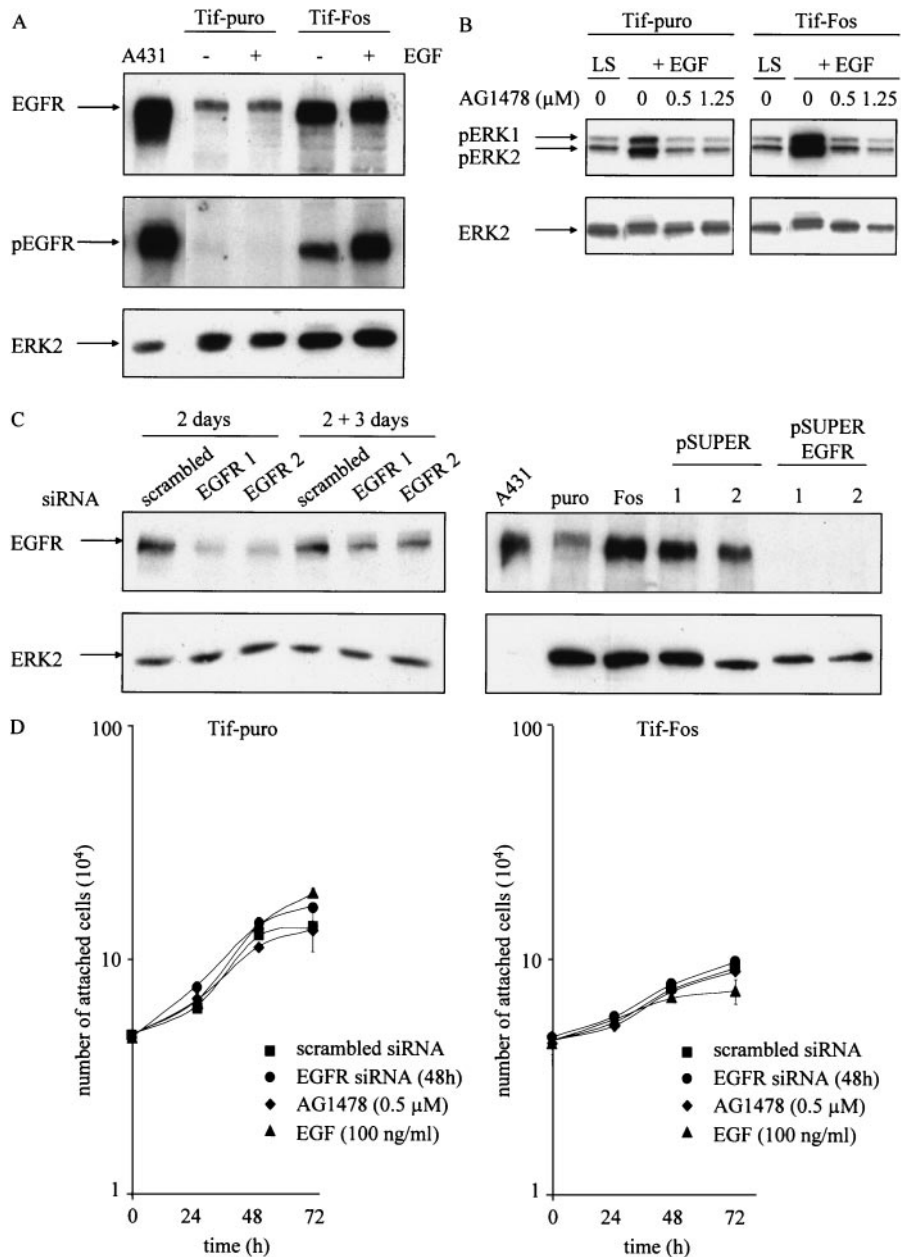 A
Tif-puro Tif-Fos
A431 - + - + EGF
EGFR
pEGFR
ERK2
B
Tif-puro Tif-Fos
LS + EGF LS + EGF
AG1478 (µM) 0 0 0.5 1.25 0 0 0.5 1.25
pERK1
pERK2
ERK2
C
2 days 2 + 3 days
siRNA scrambled EGFR 1 EGFR 2 scrambled EGFR 1 EGFR 2
EGFR
ERK2
pSUPER pSUPER
EGFR
A431 puro Fos 1 2 1 2
D
Tif-puro
number of attached cells (10⁴)
100
10
1
scrambled siRNA
EGFR siRNA (48h)
AG1478 (0.5 µM)
EGF (100 ng/ml)
0 24 48 72
time (h)
Tif-Fos
number of attached cells (10⁴)
100
10
1
scrambled siRNA
EGFR siRNA (48h)
AG1478 (0.5 µM)
EGF (100 ng/ml)
0 24 48 72
time (h)